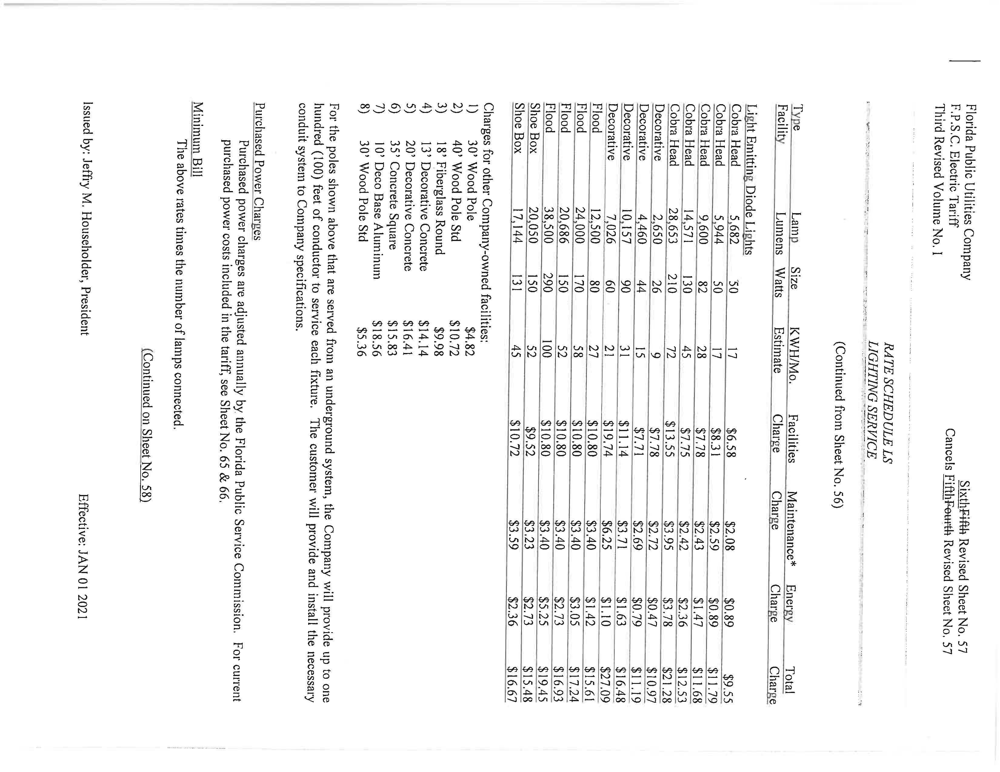 Florida Public Utilities Company
F.P.S.C. Electric Tariff
Third Revised Volume No. I
SixthFifth Revised Sheet No. 57
Cancels FifthFourth Revised Sheet No. 57
RATE SCHEDULE LS
LIGHTING SERVICE
(Continued from Sheet No. 56)
Type Lamp Size KWH/Mo. Facilities Maintenance* Energy Total
Facility Lumens Watts Estimate Charge Charge Charge Charge
Light Emitting Diode Lights
Cobra Head 5,682 50 17 $6.58 $2.08 $0.89 $9.55
Cobra Head 5,944 50 17 $8.31 $2.59 $0.89 $11.79
Cobra Head 9,600 82 28 $7.78 $2.43 $1.47 $11.68
Cobra Head 14,571 130 45 $7.75 $2.42 $2.36 $12.53
Cobra Head 28,653 210 72 $13.55 $3.95 $3.78 $21.28
Decorative 2,650 26 9 $7.78 $2.72 $0.47 $10.97
Decorative 4,460 44 15 $7.71 $2.69 $0.79 $11.19
Decorative 10,157 90 31 $11.14 $3.71 $1.63 $16.48
Decorative 7,026 60 21 $19.74 $6.25 $1.10 $27.09
Flood 12,500 80 27 $10.80 $3.40 $1.42 $15.61
Flood 24,000 170 58 $10.80 $3.40 $3.05 $17.24
Flood 20,686 150 52 $10.80 $3.40 $2.73 $16.93
Flood 38,500 290 100 $10.80 $3.40 $5.25 $19.45
Shoe Box 20,050 150 52 $9.52 $3.23 $2.73 $15.48
Shoe Box 17,144 131 45 $10.72 $3.59 $2.36 $16.67
Charges for other Company-owned facilities:
1) 30' Wood Pole $4.82
2) 40' Wood Pole Std $10.72
3) 18' Fiberglass Round $9.98
4) 13' Decorative Concrete $14.14
5) 20' Decorative Concrete $16.41
6) 35' Concrete Square $15.83
7) 10' Deco Base Aluminum $18.56
8) 30' Wood Pole Std $5.36
For the poles shown above that are served from an underground system, the Company will provide up to one
hundred (100) feet of conductor to service each fixture. The customer will provide and install the necessary
conduit system to Company specifications.
Purchased Power Charges
Purchased power charges are adjusted annually by the Florida Public Service Commission. For current
purchased power costs included in the tariff, see Sheet No. 65 & 66.
Minimum Bill
The above rates times the number of lamps connected.
(Continued on Sheet No. 58)
Issued by: Jeffry M. Householder, President Effective: JAN 01 2021